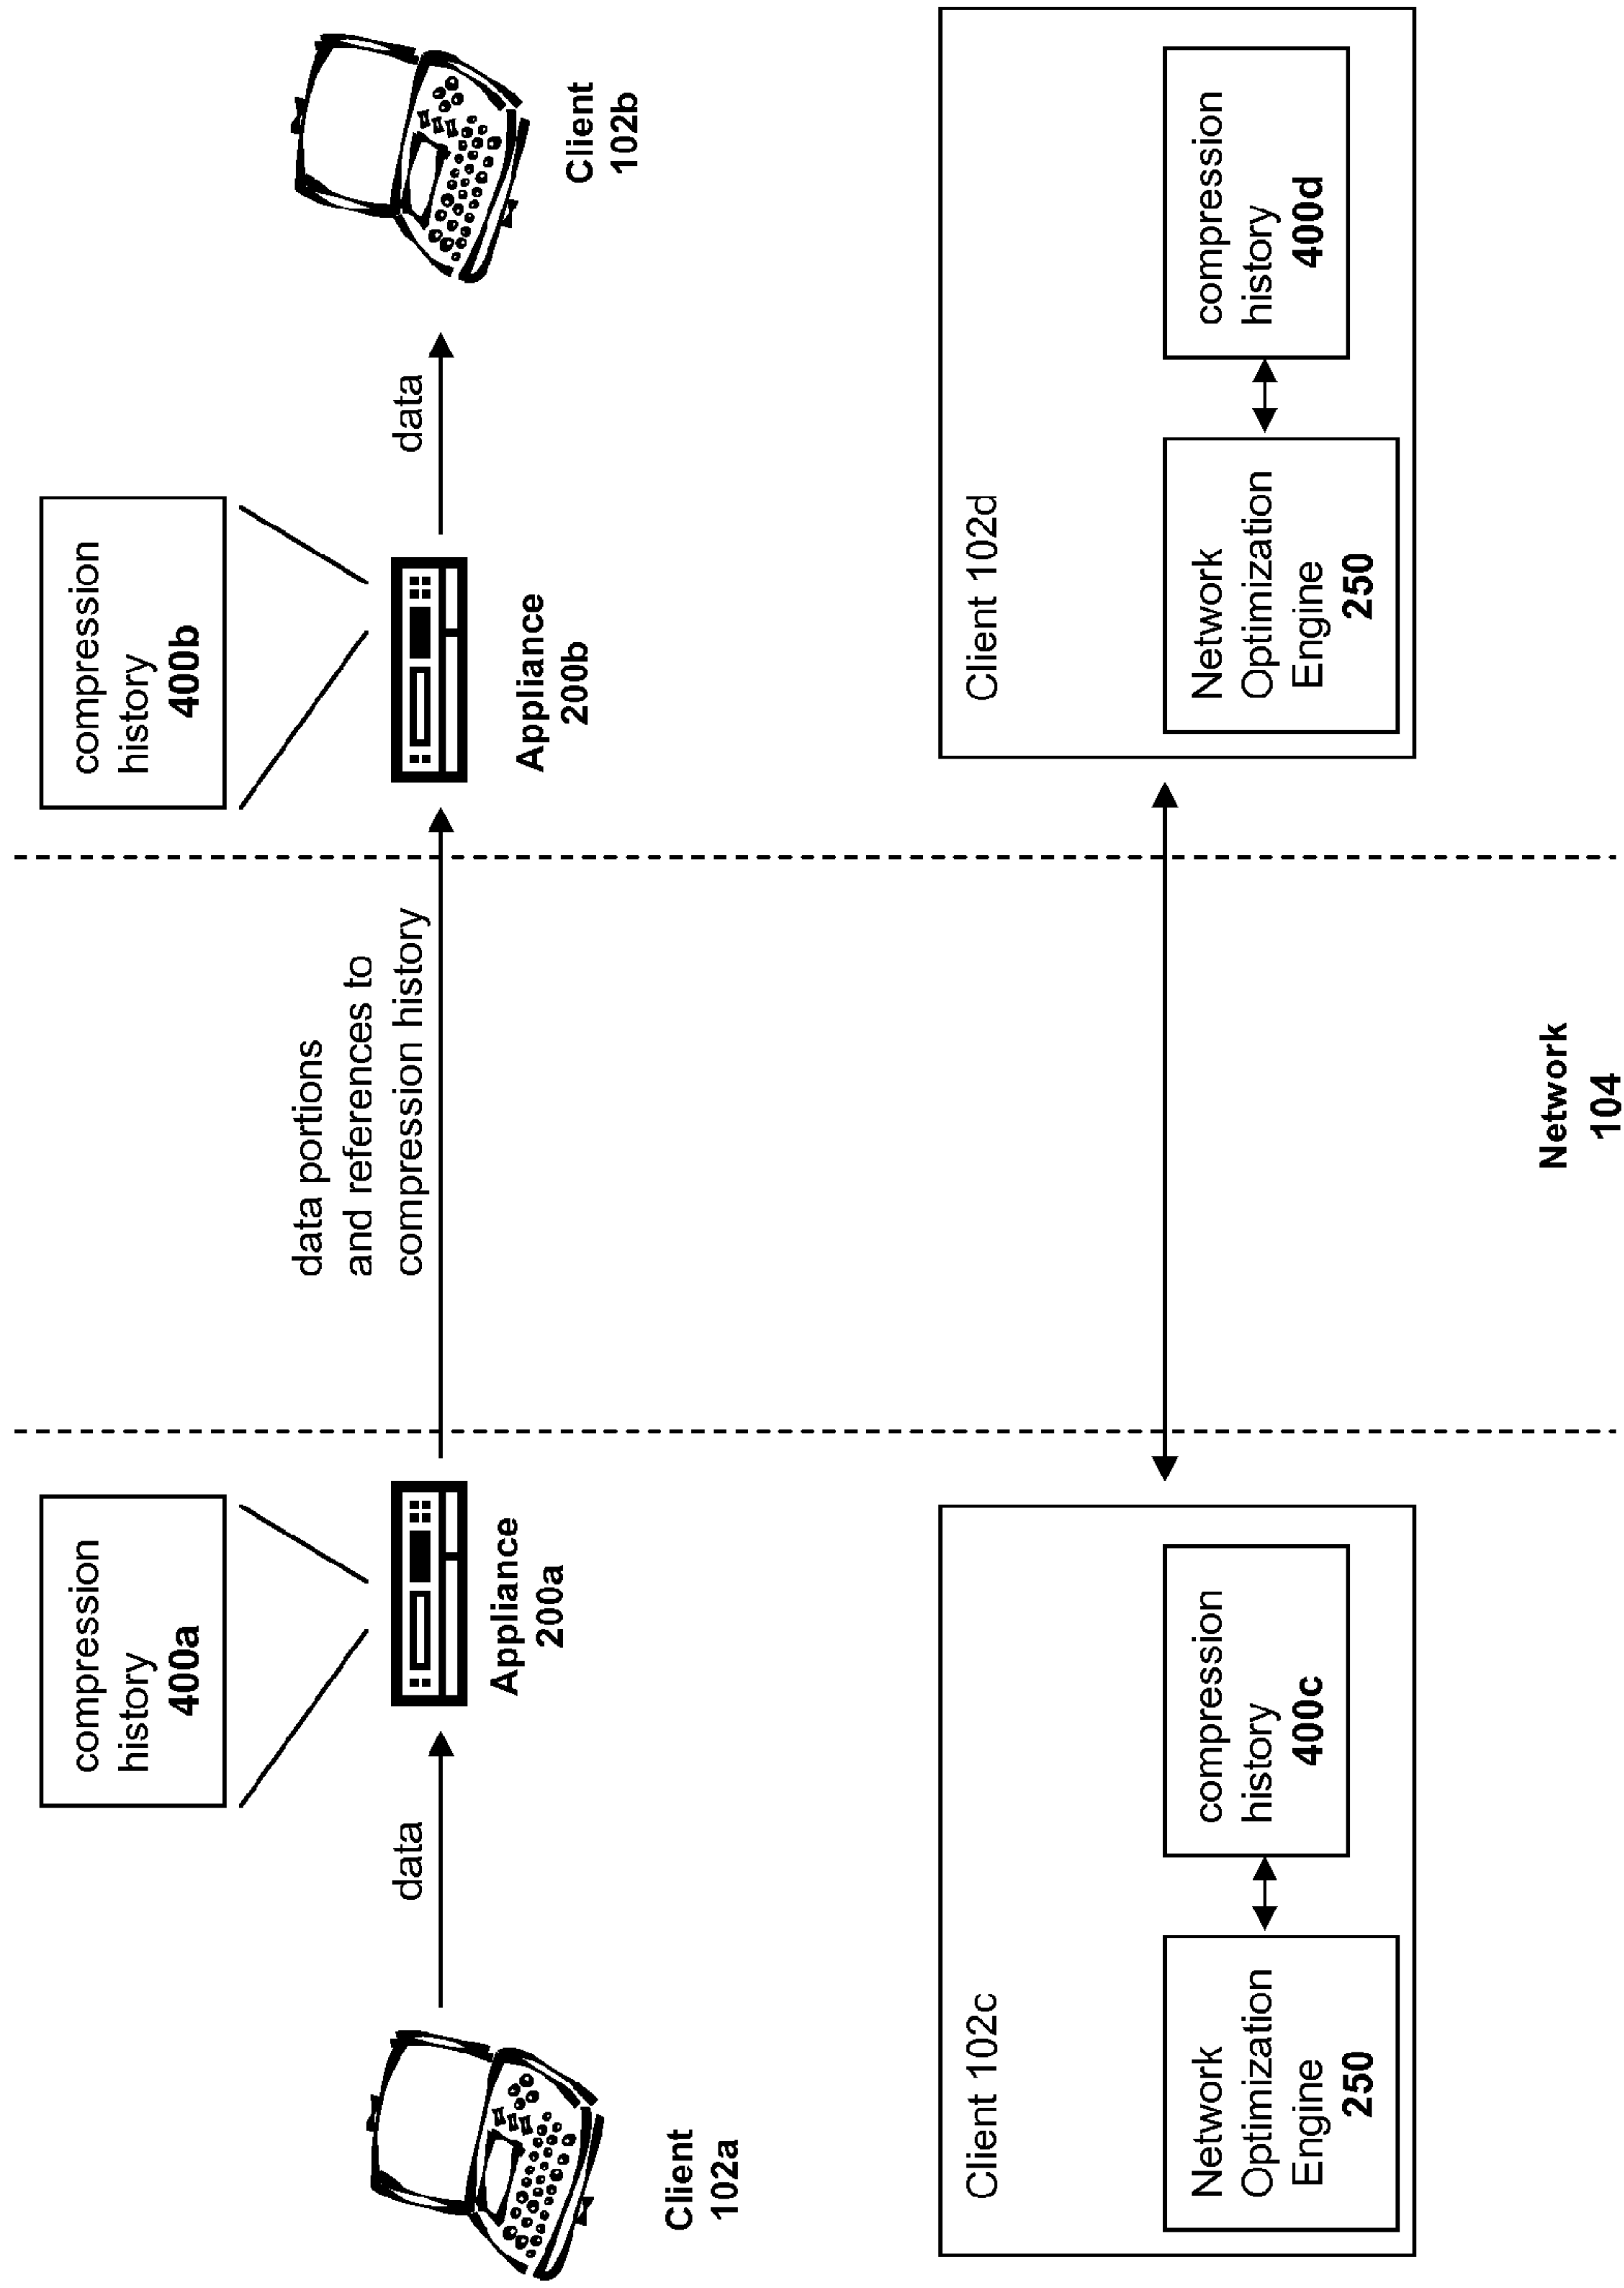 compression
history
400a
compression
history
400b
data
data portions
and references to
compression history
data
Client
102a
Appliance
200a
Appliance
200b
Client
102b
Client 102c
Network
Optimization
Engine
250
compression
history
400c
Client 102d
Network
Optimization
Engine
250
compression
history
400d
Network
104